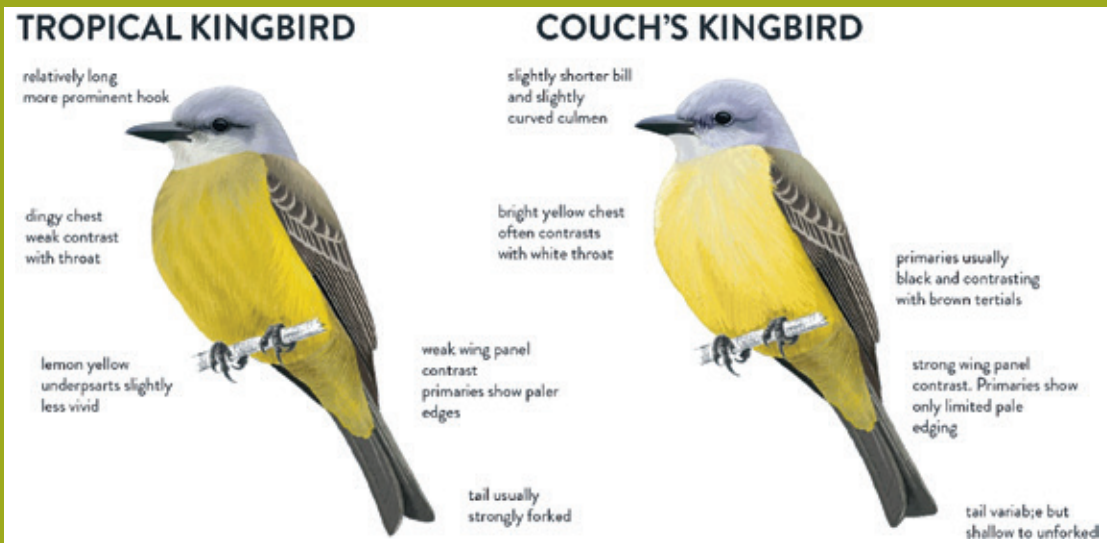 TROPICAL KINGBIRD
relatively long
more prominent hook
dingy chest
weak contrast
with throat
lemon yellow
underpsarts slightly
less vivid
weak wing panel
contrast
primaries show paler
edges
tail usually
strongly forked
COUCH'S KINGBIRD
slightly shorter bill
and slightly
curved culmen
bright yellow chest
often contrasts
with white throat
primaries usually
black and contrasting
with brown tertials
strong wing panel
contrast. Primaries show
only limited pale
edging
tail variab;e but
shallow to unforked